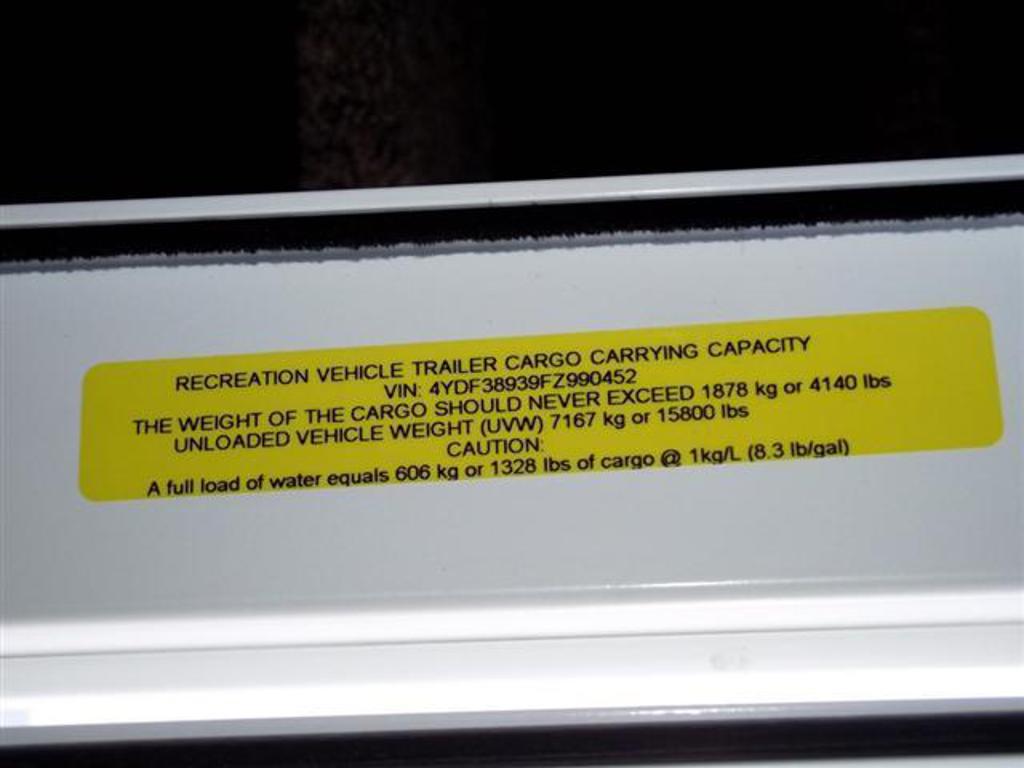 RECREATION VEHICLE TRAILER CARGO CARRYING CAPACITY
VIN: 4YDF38939FZ990452
THE WEIGHT OF THE CARGO SHOULD NEVER EXCEED 1878 kg or 4140 lbs
UNLOADED VEHICLE WEIGHT (UVW) 7167 kg or 15800 lbs
CAUTION:
A full load of water equals 606 kg or 1328 lbs of cargo @ 1kg/L (8.3 lb/gal)